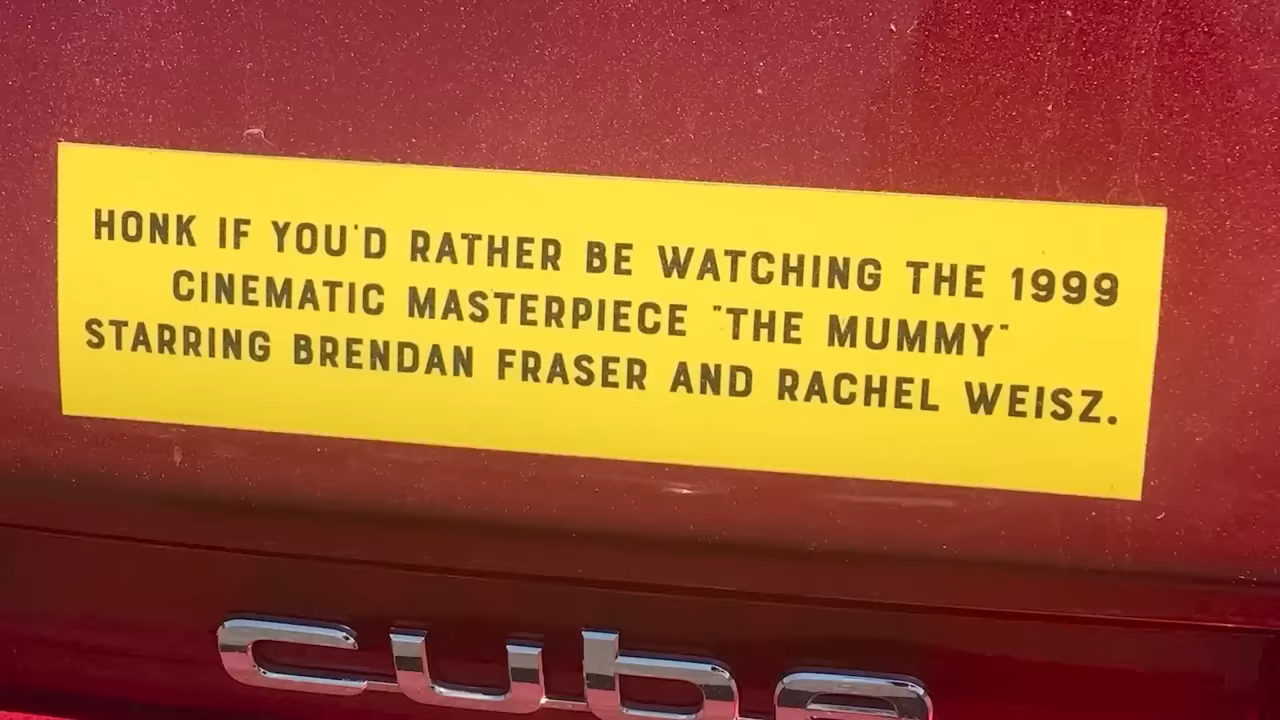 HONK IF YOU'D RATHER BE WATCHING THE 1999
CINEMATIC MASTERPIECE "THE MUMMY"
STARRING BRENDAN FRASER AND RACHEL WEISZ.
cube